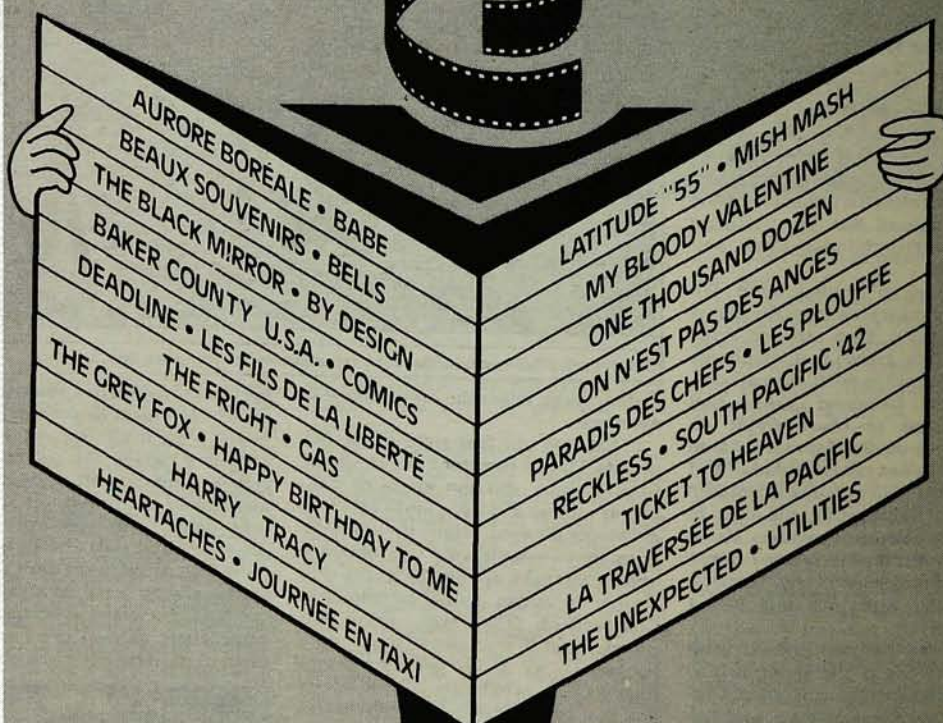 AURORE BORÉALE • BABE
BEAUX SOUVENIRS • BELLS
THE BLACK MIRROR • BY DESIGN
BAKER COUNTY U.S.A. • COMICS
DEADLINE • LES FILS DE LA LIBERTÉ
THE FRIGHT • GAS
THE GREY FOX • HAPPY BIRTHDAY TO ME
HARRY TRACY
HEARTACHES • JOURNÉE EN TAXI
LATITUDE "55" • MISH MASH
MY BLOODY VALENTINE
ONE THOUSAND DOZEN
ON N'EST PAS DES ANGES
PARADIS DES CHEFS • LES PLOUFFE
RECKLESS • SOUTH PACIFIC '42
TICKET TO HEAVEN
LA TRAVERSÉE DE LA PACIFIC
THE UNEXPECTED • UTILITIES